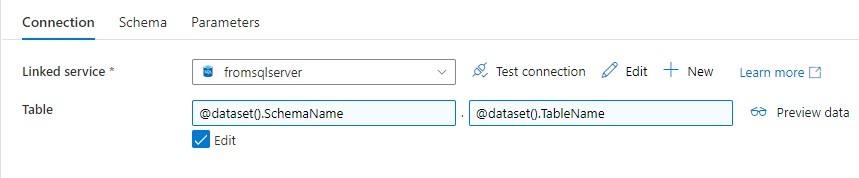 Connection Schema Parameters
Linked service * fromsqlserver Test connection Edit New Learn more
Table @dataset().SchemaName . @dataset().TableName Preview data
Edit